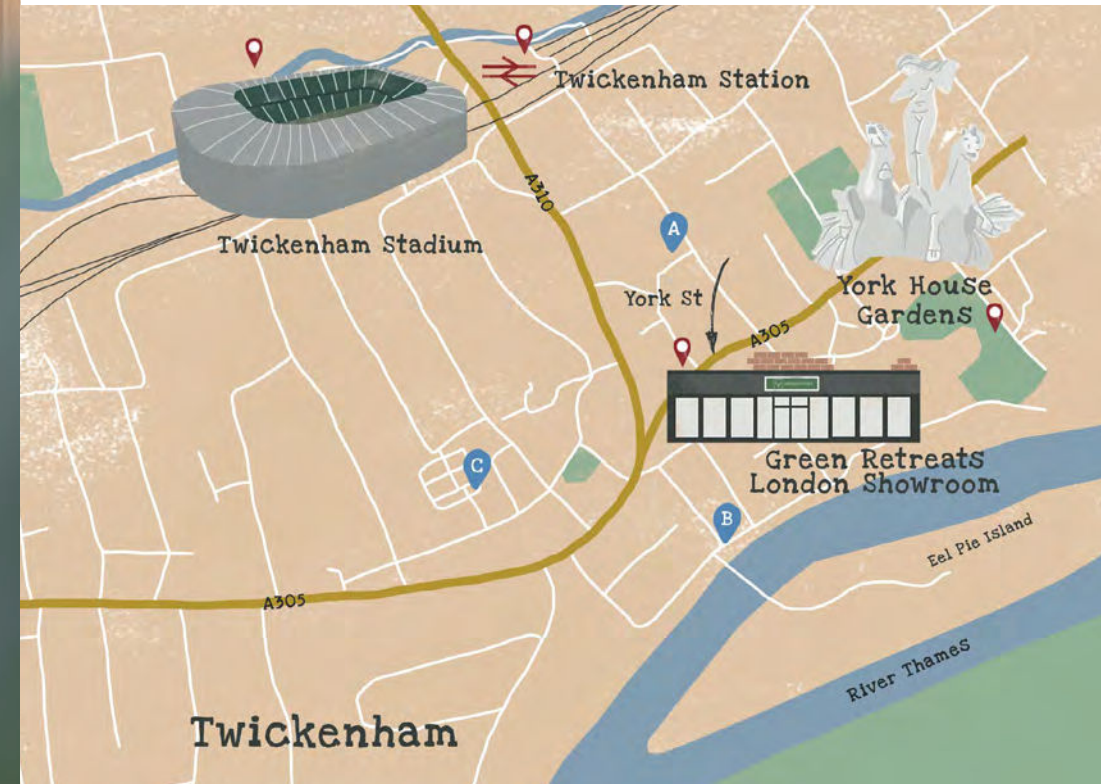 Twickenham Station
A310
Twickenham Stadium
A
York St
York House
Gardens
A305
C
Green Retreats
London Showroom
B
Eel Pie Island
A305
River Thames
Twickenham